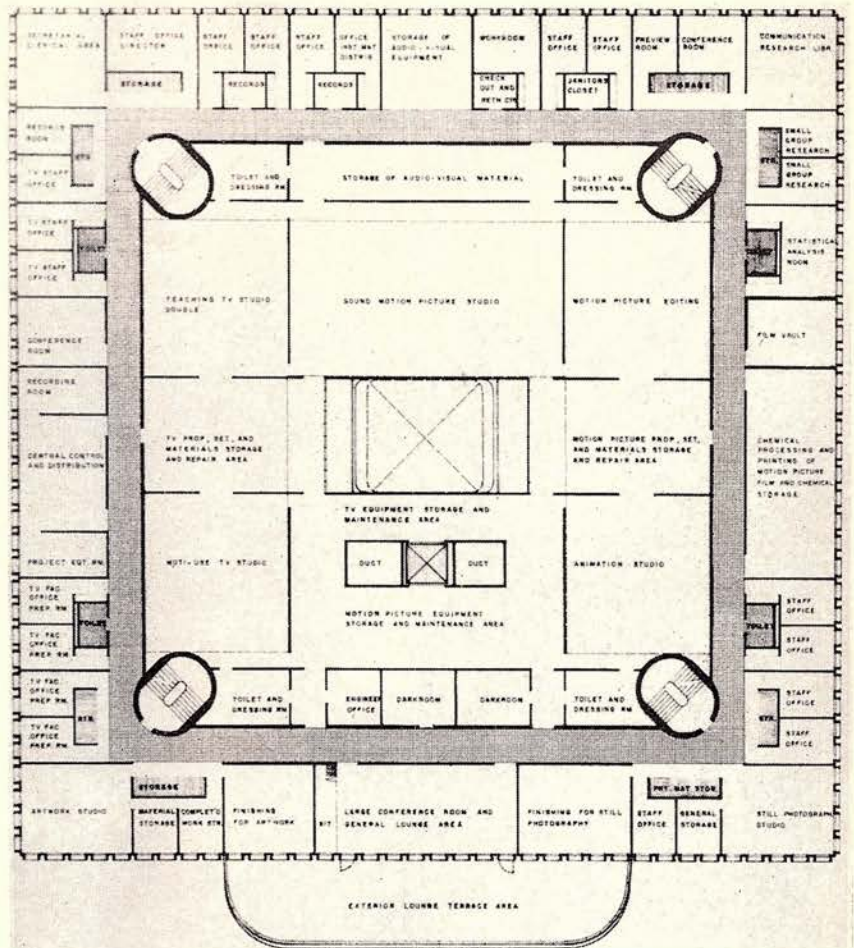 SECRETARIAL
CLERICAL AREA
STAFF OFFICE
DIRECTOR
STORAGE
STAFF
OFFICE
STAFF
OFFICE
RECORDS
STAFF
OFFICE
OFFICE
INST. MAT
DISTRIB
RECORDS
STORAGE OF
AUDIO-VISUAL
EQUIPMENT
WORKROOM
CHECK
OUT AND
STAFF
OFFICE
STAFF
OFFICE
JANITORS
CLOSET
PREVIEW
ROOM
CONFERENCE
ROOM
STORAGE
COMMUNICATION
RESEARCH LIBR.
RECORDS
ROOM
STR.
TV STAFF
OFFICE
TOILET AND
DRESSING RM
STORAGE OF AUDIO-VISUAL MATERIAL
TOILET AND
DRESSING RM
STR.
SMALL
GROUP
RESEARCH
SMALL
GROUP
RESEARCH
TV STAFF
OFFICE
TOILET
TV STAFF
OFFICE
STATISTICAL
ANALYSIS
ROOM
TEACHING TV STUDIO
DOUBLE
SOUND MOTION PICTURE STUDIO
MOTION PICTURE EDITING
CONFERENCE
ROOM
FILM VAULT
RECORDING
ROOM
CENTRAL CONTROL
AND DISTRIBUTION
TV PROP, SET, AND
MATERIALS STORAGE
AND REPAIR AREA
MOTION PICTURE PROP, SET,
AND MATERIALS STORAGE
AND REPAIR AREA
CHEMICAL
PROCESSING AND
PRINTING OF
MOTION PICTURE
FILM AND CHEMICAL
STORAGE
TV EQUIPMENT STORAGE AND
MAINTENANCE AREA
PROJECT EQT. RM.
MULTI-USE TV STUDIO
DUCT
DUCT
ANIMATION STUDIO
MOTION PICTURE EQUIPMENT
STORAGE AND MAINTENANCE AREA
TV FAC.
OFFICE
PREP. RM.
TOILET
TV FAC.
OFFICE
PREP. RM
STAFF
OFFICE
TOILET
STAFF
OFFICE
TV FAC.
OFFICE
PREP. RM.
STR.
TV FAC.
OFFICE
PREP. RM.
TOILET AND
DRESSING RM
ENGINEER
OFFICE
DARKROOM
DARKROOM
TOILET AND
DRESSING RM
STAFF
OFFICE
STR.
STAFF
OFFICE
ARTWORK STUDIO
STORAGE
MATERIAL
STORAGE
COMPLET'D
WORK STR.
FINISHING
FOR ARTWORK
KIT.
LARGE CONFERENCE ROOM AND
GENERAL LOUNGE AREA
FINISHING FOR STILL
PHOTOGRAPHY
STAFF
OFFICE
GENERAL
STORAGE
STILL PHOTOGRAPH
STUDIO
EXTERIOR LOUNGE TERRACE AREA